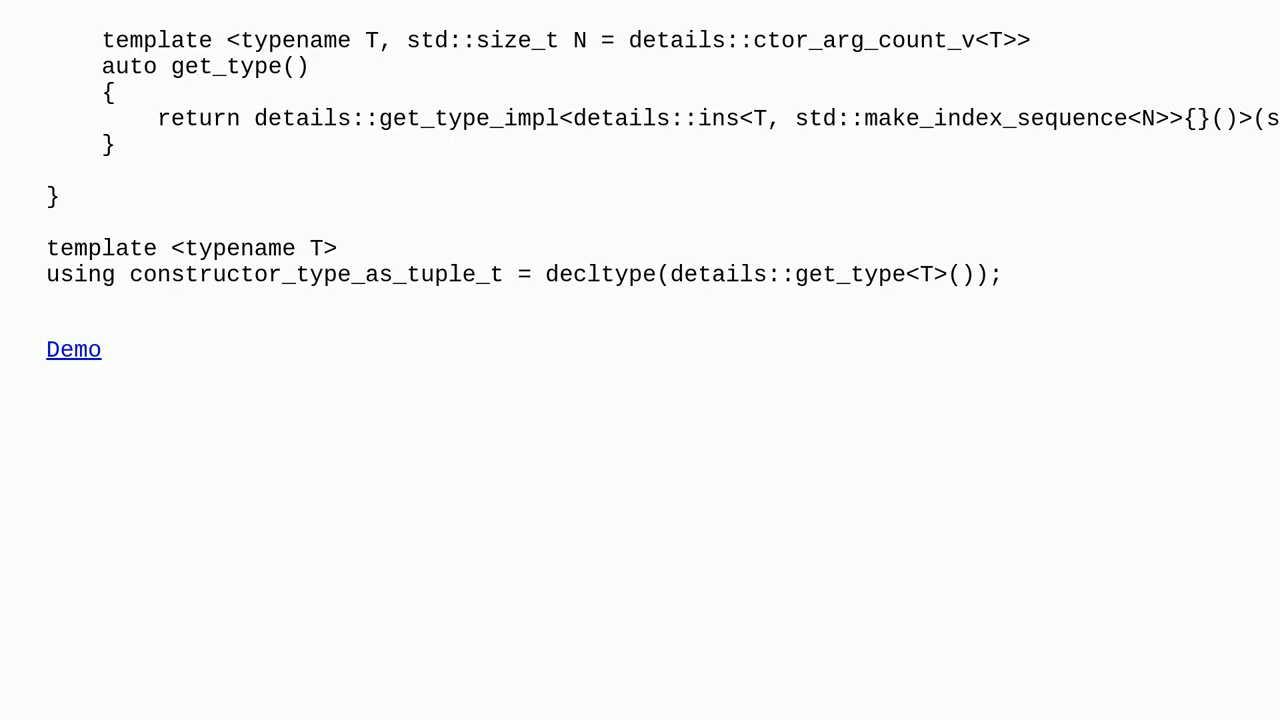 template <typename T, std::size_t N = details::ctor_arg_count_v<T>>
auto get_type()
{
return details::get_type_impl<details::ins<T, std::make_index_sequence<N>>{}()>(s
}
}
template <typename T>
using constructor_type_as_tuple_t = decltype(details::get_type<T>());
Demo